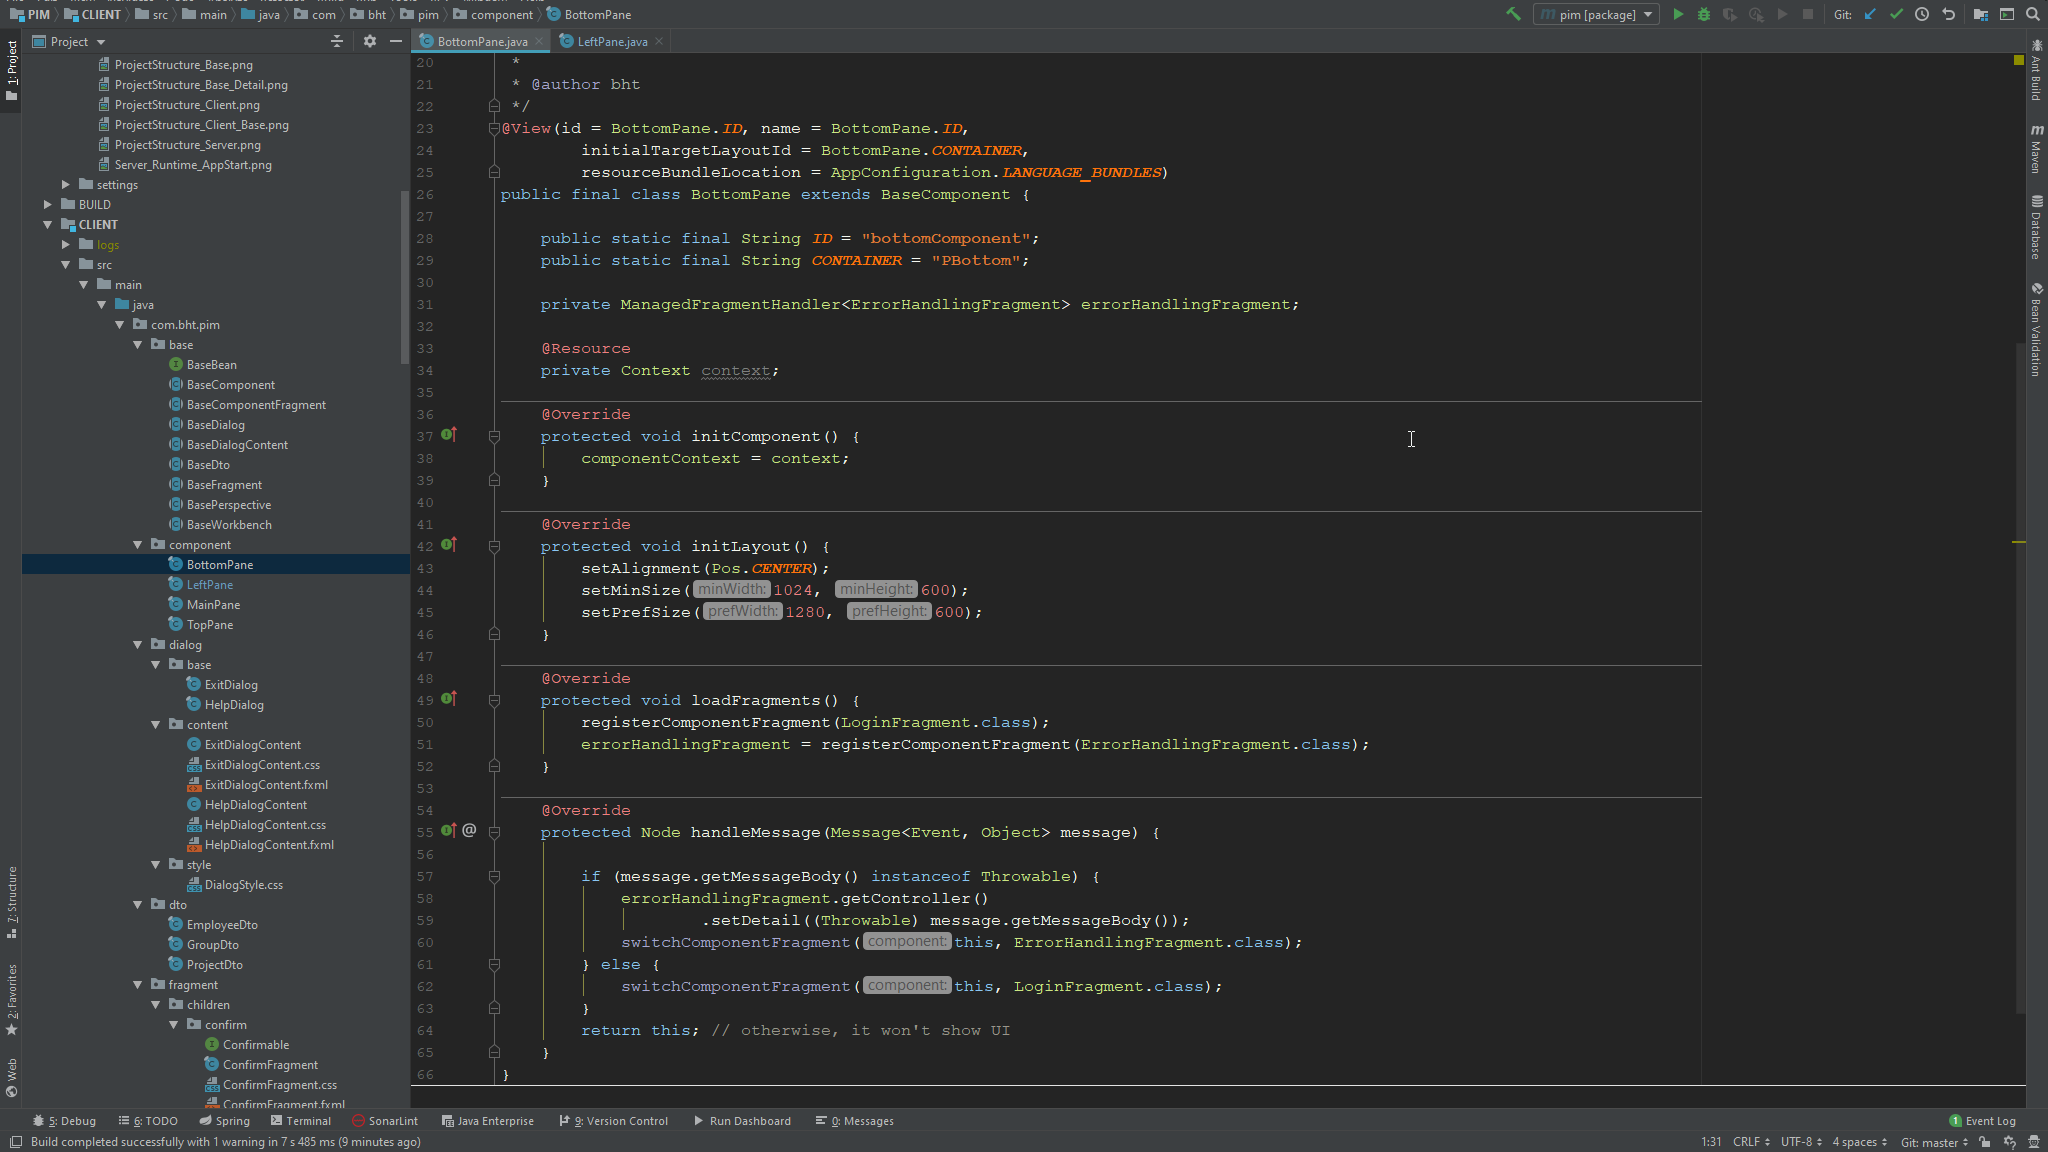 PIM CLIENT src main java com bht pim component BottomPane
pim [package] Git:
Project
BottomPane.java LeftPane.java
1: Project
ProjectStructure_Base.png
ProjectStructure_Base_Detail.png
ProjectStructure_Client.png
ProjectStructure_Client_Base.png
ProjectStructure_Server.png
Server_Runtime_AppStart.png
settings
BUILD
CLIENT
logs
src
main
java
com.bht.pim
base
BaseBean
BaseComponent
BaseComponentFragment
BaseDialog
BaseDialogContent
BaseDto
BaseFragment
BasePerspective
BaseWorkbench
component
BottomPane
LeftPane
MainPane
TopPane
dialog
base
ExitDialog
HelpDialog
content
ExitDialogContent
ExitDialogContent.css
ExitDialogContent.fxml
HelpDialogContent
HelpDialogContent.css
HelpDialogContent.fxml
style
DialogStyle.css
dto
EmployeeDto
GroupDto
ProjectDto
fragment
children
confirm
Confirmable
ConfirmFragment
ConfirmFragment.css
ConfirmFragment.fxml
7: Structure
2: Favorites
Web
20 *
21 * @author bht
22 */
23 @View(id = BottomPane.ID, name = BottomPane.ID,
24 initialTargetLayoutId = BottomPane.CONTAINER,
25 resourceBundleLocation = AppConfiguration.LANGUAGE_BUNDLES)
26 public final class BottomPane extends BaseComponent {
27
28 public static final String ID = "bottomComponent";
29 public static final String CONTAINER = "PBottom";
30
31 private ManagedFragmentHandler<ErrorHandlingFragment> errorHandlingFragment;
32
33 @Resource
34 private Context context;
35
36 @Override
37 protected void initComponent() {
38 componentContext = context;
39 }
40
41 @Override
42 protected void initLayout() {
43 setAlignment(Pos.CENTER);
44 setMinSize( minWidth: 1024, minHeight: 600);
45 setPrefSize( prefWidth: 1280, prefHeight: 600);
46 }
47
48 @Override
49 protected void loadFragments() {
50 registerComponentFragment(LoginFragment.class);
51 errorHandlingFragment = registerComponentFragment(ErrorHandlingFragment.class);
52 }
53
54 @Override
55 @ protected Node handleMessage(Message<Event, Object> message) {
56
57 if (message.getMessageBody() instanceof Throwable) {
58 errorHandlingFragment.getController()
59 .setDetail((Throwable) message.getMessageBody());
60 switchComponentFragment( component: this, ErrorHandlingFragment.class);
61 } else {
62 switchComponentFragment( component: this, LoginFragment.class);
63 }
64 return this; // otherwise, it won't show UI
65 }
66 }
Ant Build
Maven
Database
Bean Validation
5: Debug 6: TODO Spring Terminal SonarLint Java Enterprise 9: Version Control Run Dashboard 0: Messages 1 Event Log
Build completed successfully with 1 warning in 7 s 485 ms (9 minutes ago) 1:31 CRLF UTF-8 4 spaces Git: master